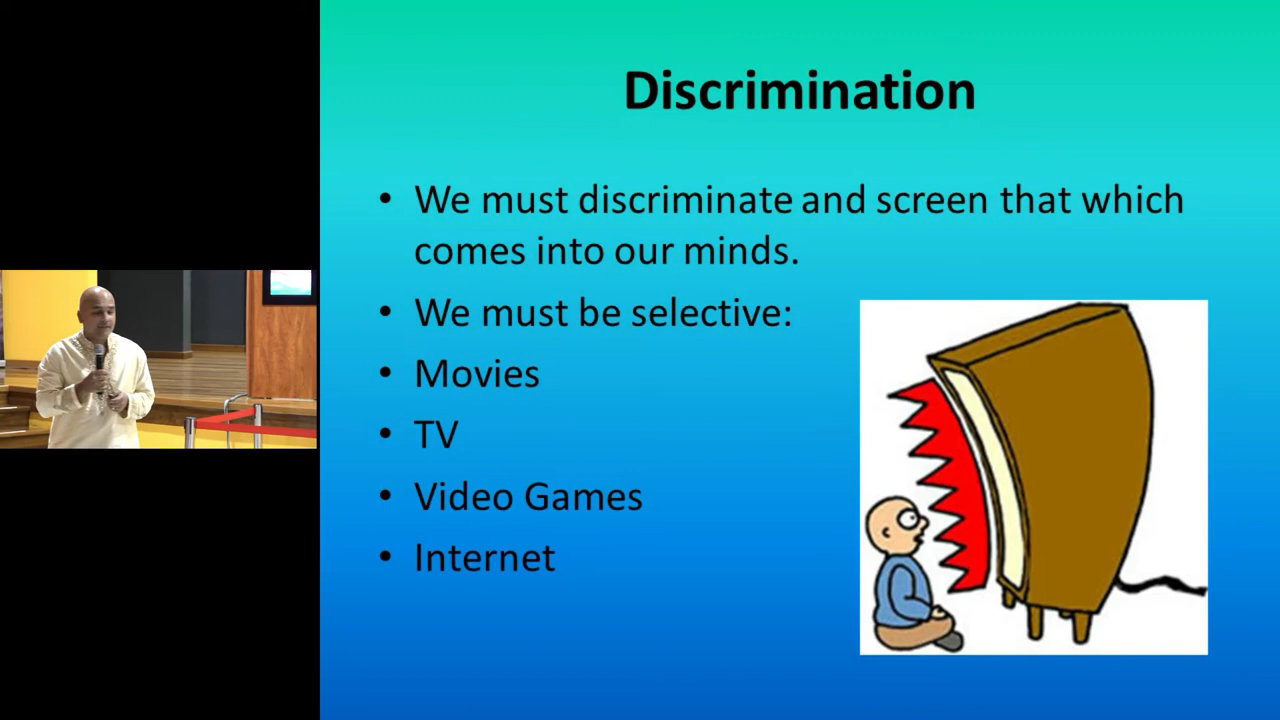 Discrimination
• We must discriminate and screen that which
comes into our minds.
• We must be selective:
• Movies
• TV
• Video Games
• Internet